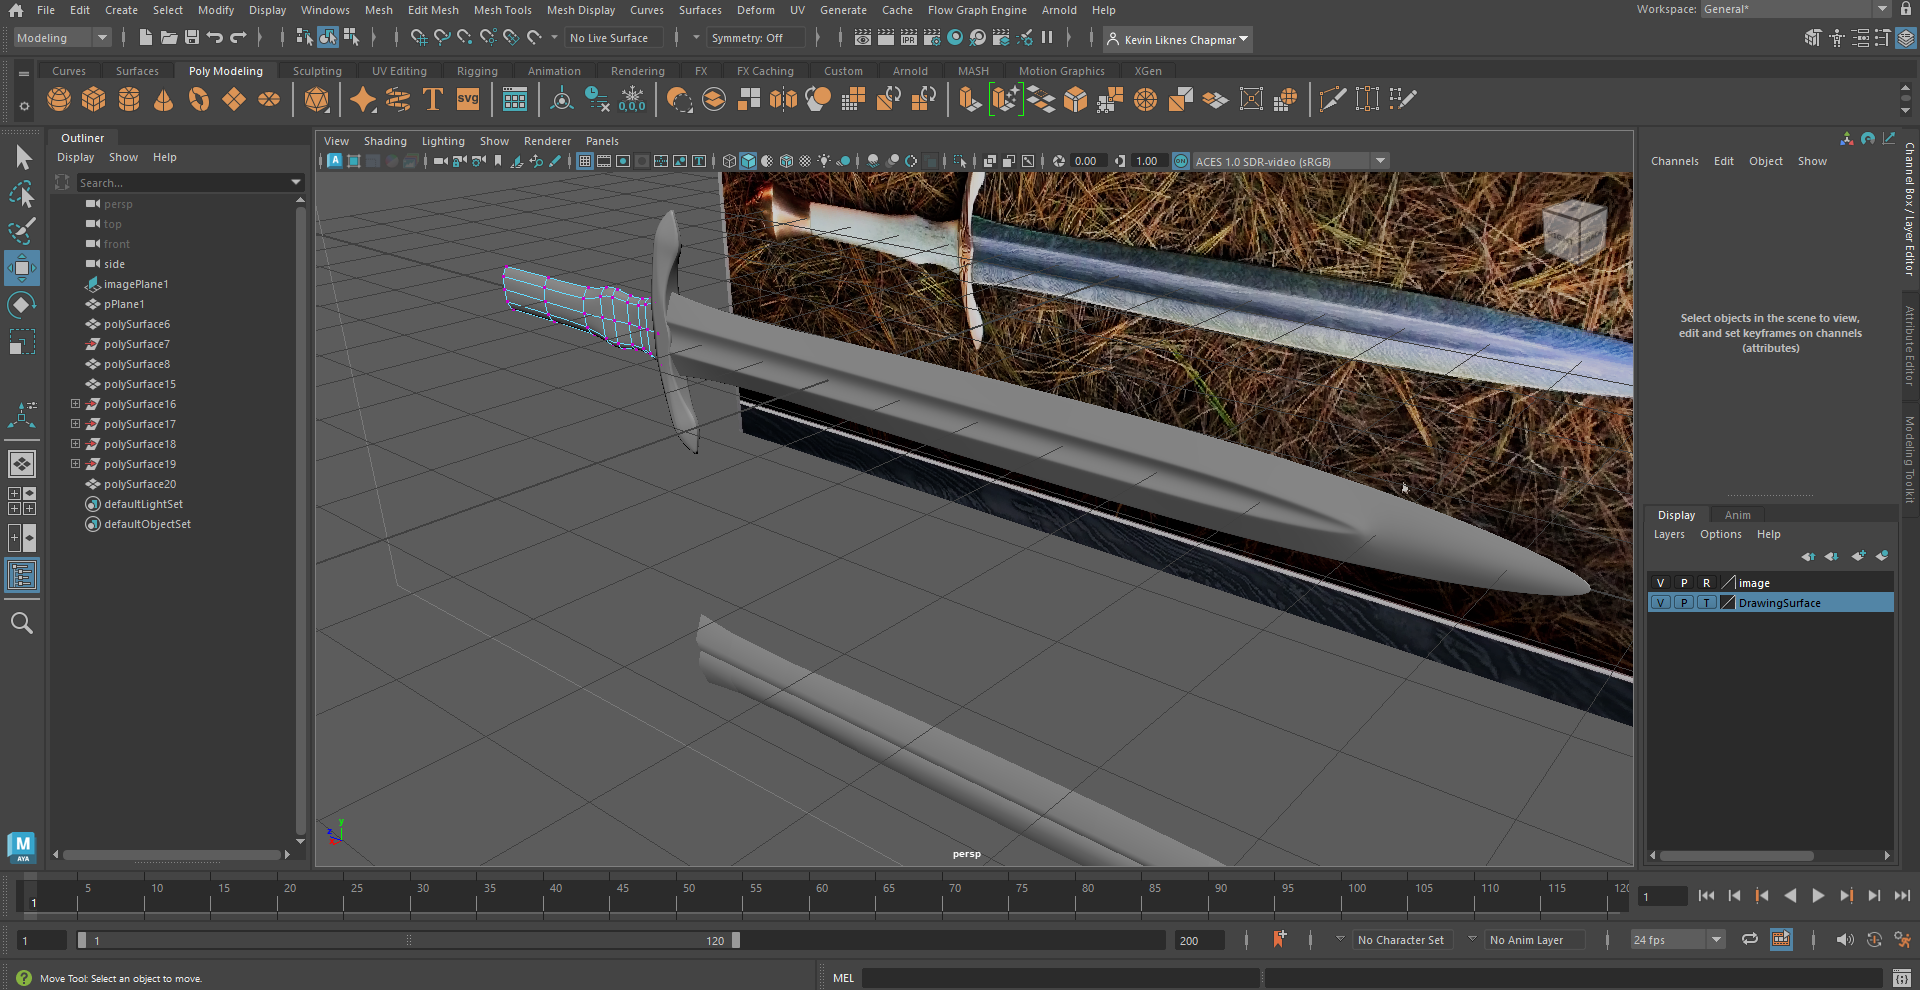 File Edit Create Select Modify Display Windows Mesh Edit Mesh Mesh Tools Mesh Display Curves Surfaces Deform UV Generate Cache Flow Graph Engine Arnold Help
Workspace: General*
Modeling
No Live Surface
Symmetry: Off
Kevin Liknes Chapmar
Curves Surfaces Poly Modeling Sculpting UV Editing Rigging Animation Rendering FX FX Caching Custom Arnold MASH Motion Graphics XGen
T
svg
0,0,0
IPR
Outliner
Display Show Help
Search...
persp
top
front
side
imagePlane1
pPlane1
polySurface6
polySurface7
polySurface8
polySurface15
polySurface16
polySurface17
polySurface18
polySurface19
polySurface20
defaultLightSet
defaultObjectSet
View Shading Lighting Show Renderer Panels
0.00
1.00
ON
ACES 1.0 SDR-video (sRGB)
y
z
x
persp
Channels Edit Object Show
Select objects in the scene to view,
edit and set keyframes on channels
(attributes)
Channel Box / Layer Editor
Attribute Editor
Modeling Toolkit
Display Anim
Layers Options Help
V P R image
V P T DrawingSurface
M
AYA
5 10 15 20 25 30 35 40 45 50 55 60 65 70 75 80 85 90 95 100 105 110 115 120
1
1
1
1
120
200
No Character Set
No Anim Layer
24 fps
Move Tool: Select an object to move.
MEL